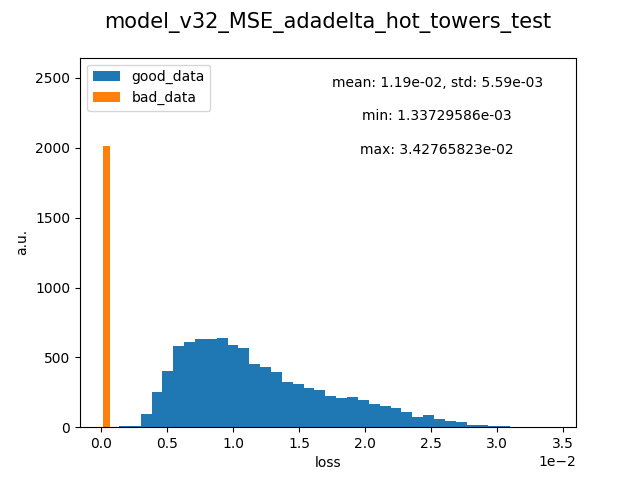 model_v32_MSE_adadelta_hot_towers_test
good_data
bad_data
mean: 1.19e-02, std: 5.59e-03
min: 1.33729586e-03
max: 3.42765823e-02
a.u.
2500
2000
1500
1000
500
0
0.0 0.5 1.0 1.5 2.0 2.5 3.0 3.5
1e−2
loss